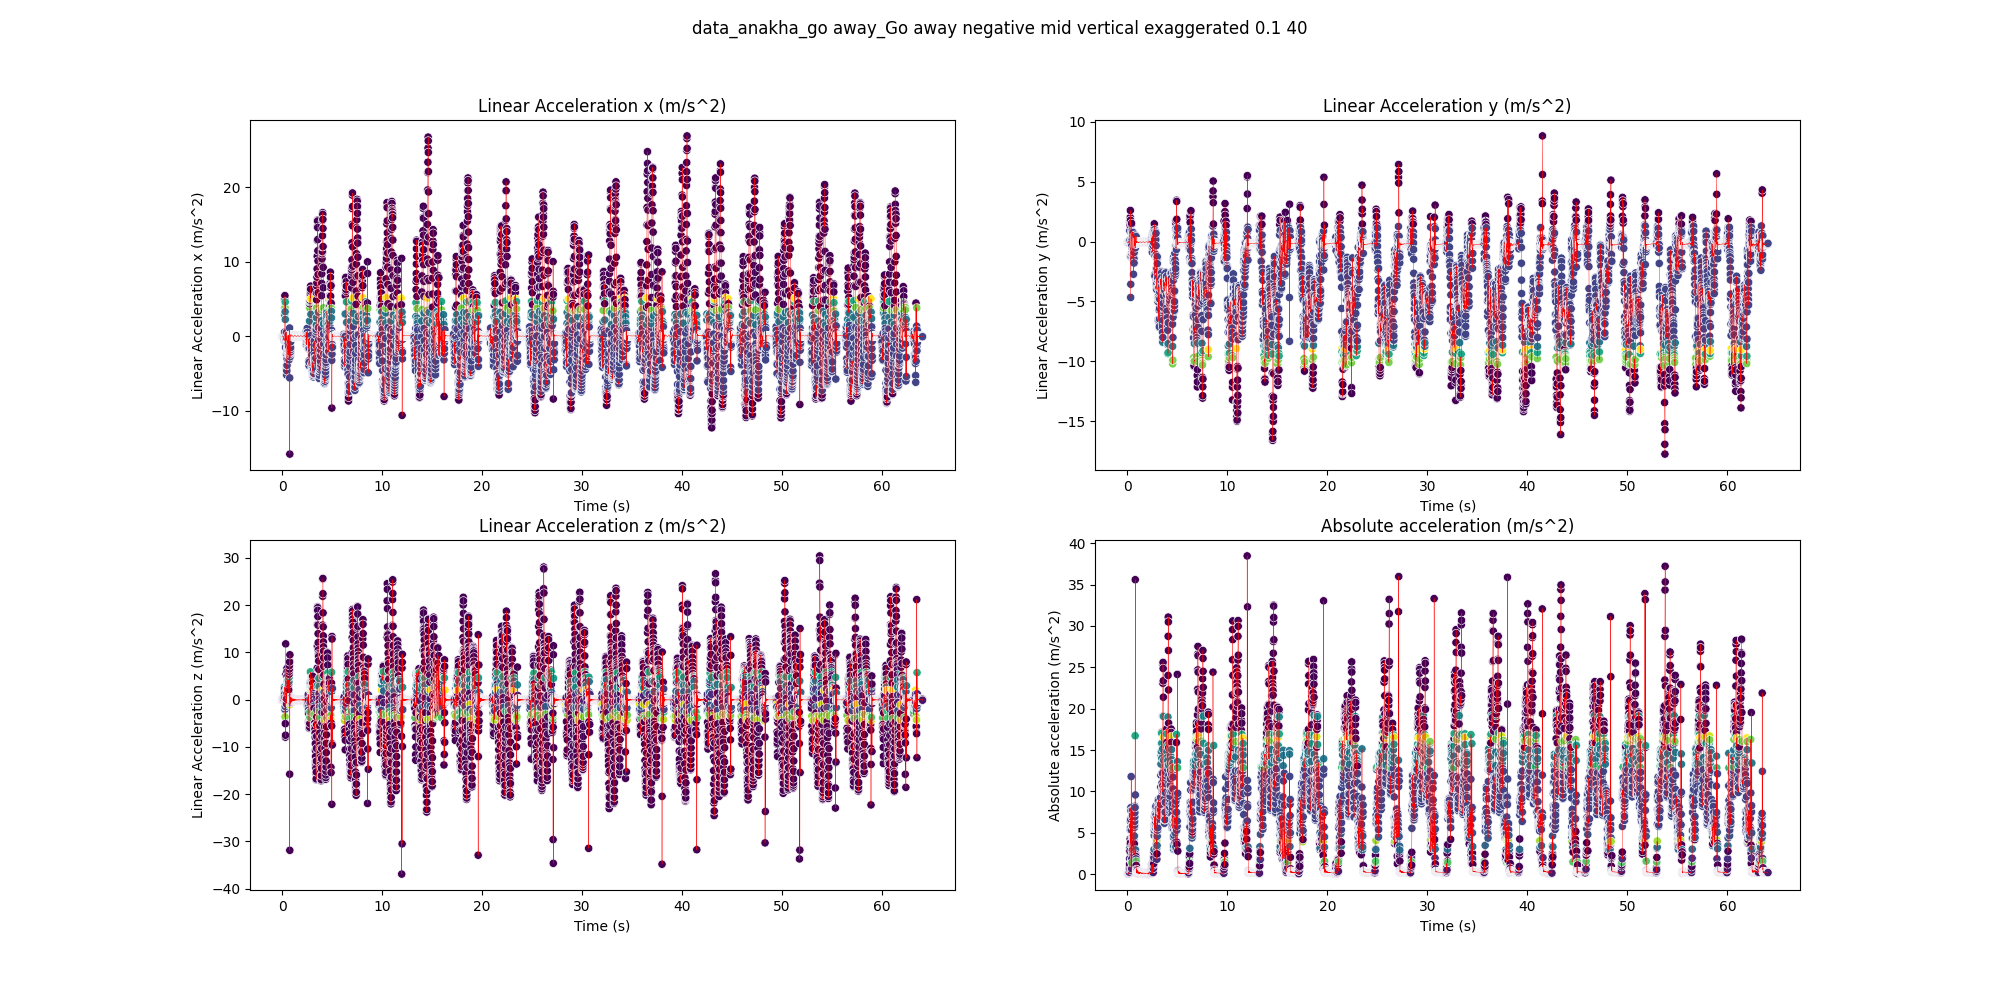 data_anakha_go away_Go away negative mid vertical exaggerated 0.1 40
Linear Acceleration x (m/s^2)
Linear Acceleration x (m/s^2)
20
10
0
−10
0 10 20 30 40 50 60
Time (s)
Linear Acceleration y (m/s^2)
Linear Acceleration y (m/s^2)
10
5
0
−5
−10
−15
0 10 20 30 40 50 60
Time (s)
Linear Acceleration z (m/s^2)
Linear Acceleration z (m/s^2)
30
20
10
0
−10
−20
−30
−40
0 10 20 30 40 50 60
Time (s)
Absolute acceleration (m/s^2)
Absolute acceleration (m/s^2)
40
35
30
25
20
15
10
5
0
0 10 20 30 40 50 60
Time (s)